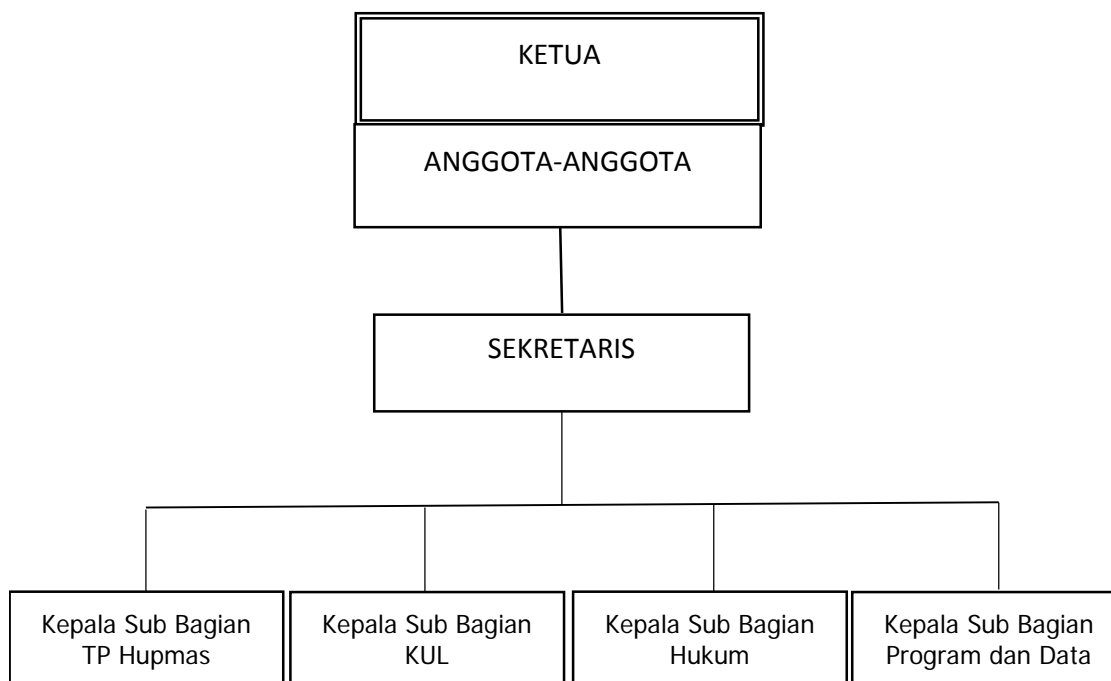 KETUA
ANGGOTA-ANGGOTA
SEKRETARIS
Kepala Sub Bagian
TP Hupmas
Kepala Sub Bagian
KUL
Kepala Sub Bagian
Hukum
Kepala Sub Bagian
Program dan Data